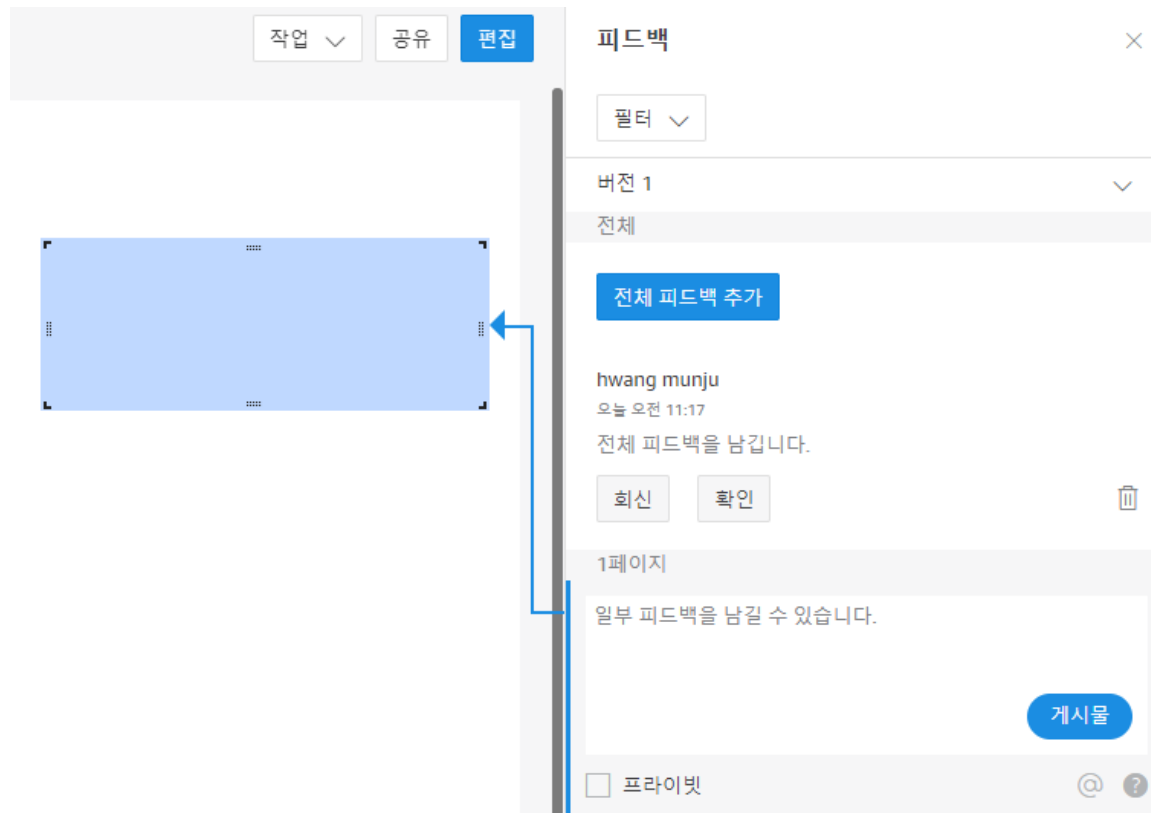 작업
공유
편집
피드백
필터
버전 1
전체
전체 피드백 추가
hwang munju
오늘 오전 11:17
전체 피드백을 남깁니다.
회신
확인
1페이지
일부 피드백을 남길 수 있습니다.
게시물
프라이빗
@
?